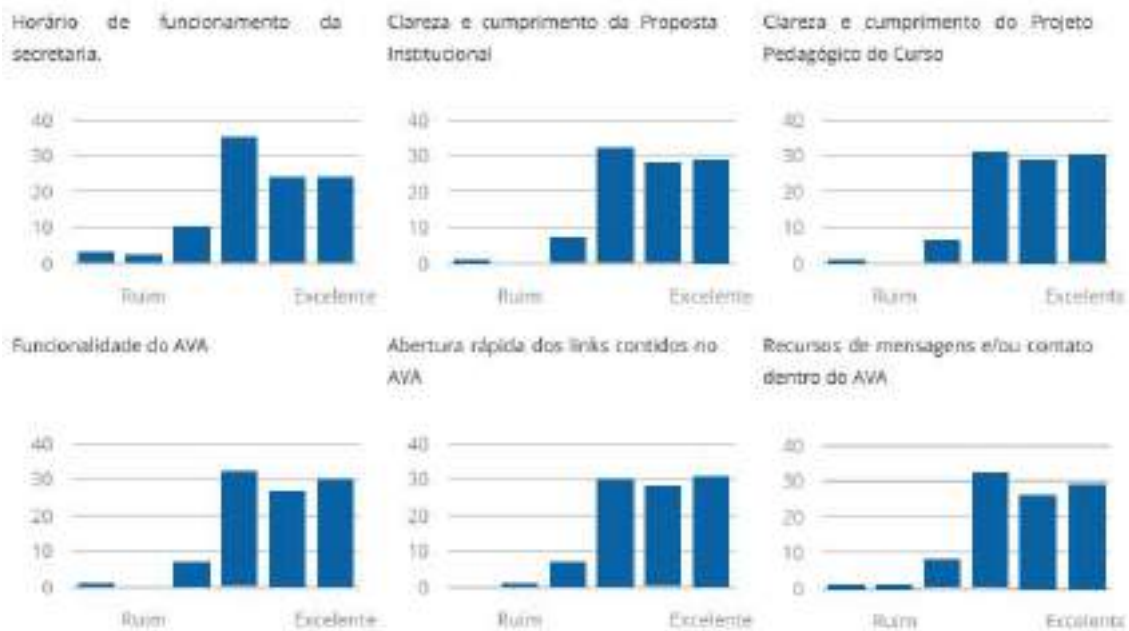 Horário de funcionamento da
secretaria.
40
30
20
10
0
Ruim Excelente
Clareza e cumprimento da Proposta
Institucional
40
30
20
10
0
Ruim Excelente
Clareza e cumprimento do Projeto
Pedagógico do Curso
40
30
20
10
0
Ruim Excelente
Funcionalidade do AVA
40
30
20
10
0
Ruim Excelente
Abertura rápida dos links contidos no
AVA
40
30
20
10
0
Ruim Excelente
Recursos de mensagens e/ou contato
dentro do AVA
40
30
20
10
0
Ruim Excelente